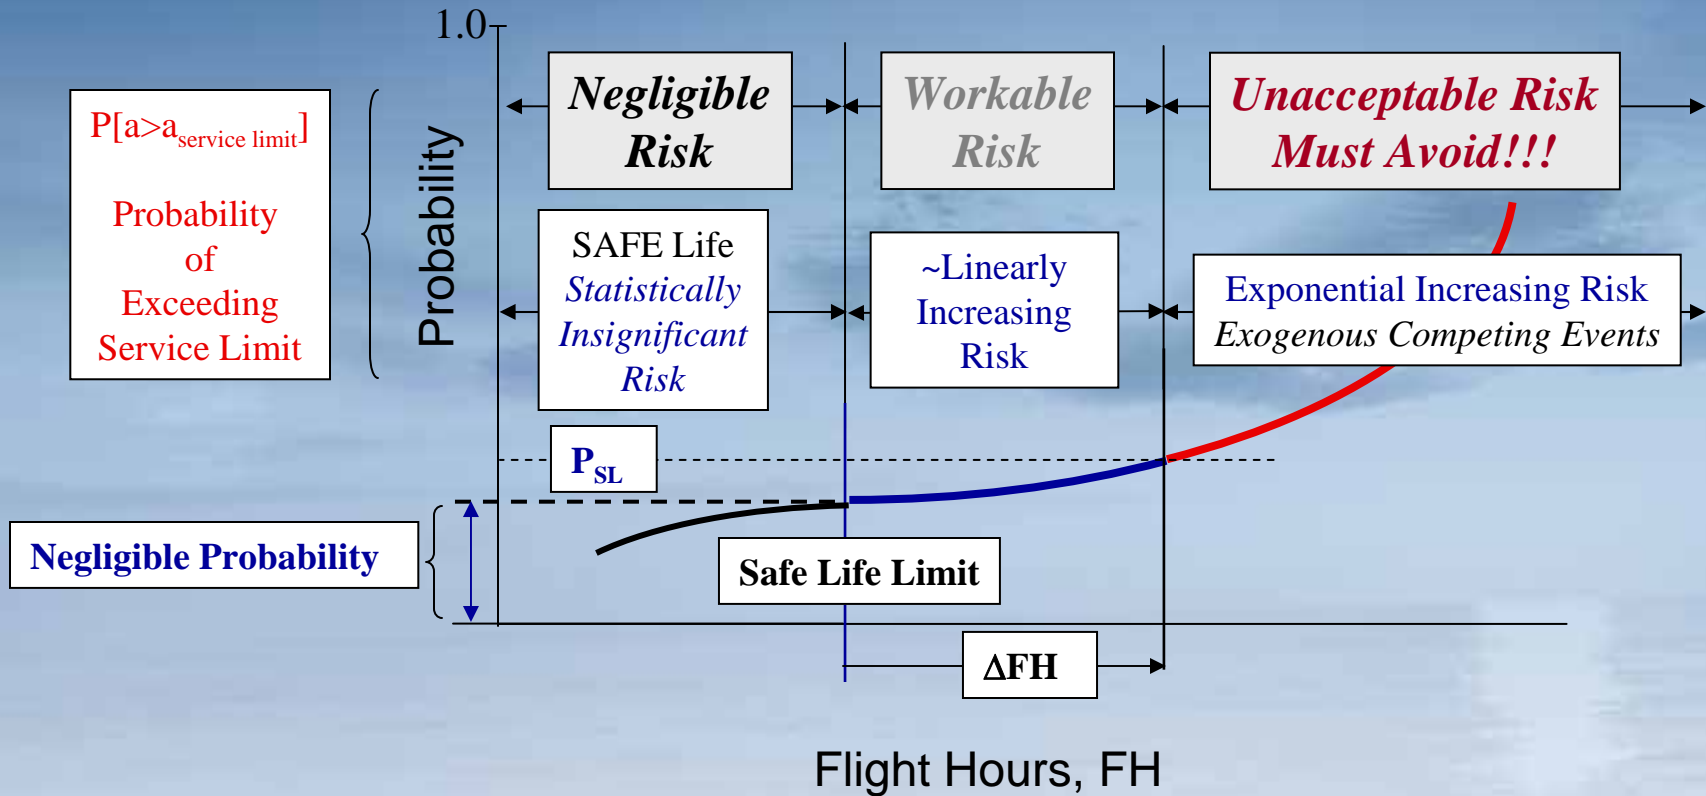 1.0
Negligible
Risk
Workable
Risk
Unacceptable Risk
Must Avoid!!!
P[a>a_service limit]
Probability
of
Exceeding
Service Limit
Probability
SAFE Life
Statistically
Insignificant
Risk
~Linearly
Increasing
Risk
Exponential Increasing Risk
Exogenous Competing Events
P_SL
Negligible Probability
Safe Life Limit
ΔFH
Flight Hours, FH